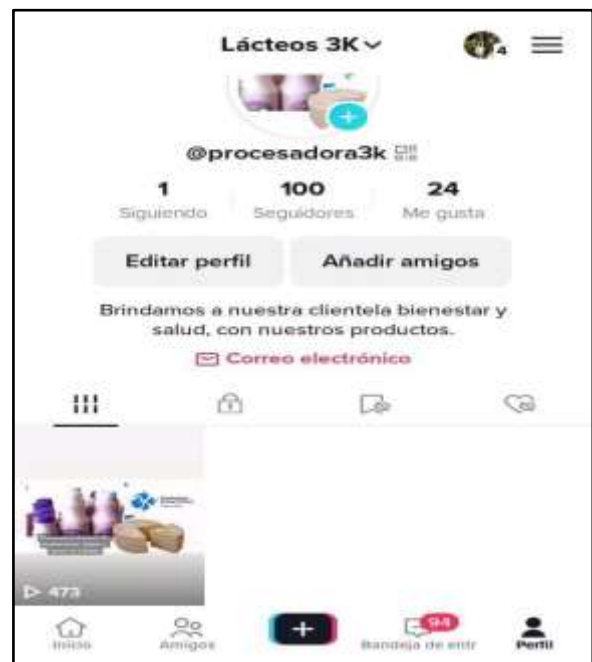 Lácteos 3K
4
@procesadora3k
1 100 24
Siguiendo Seguidores Me gusta
Editar perfil Añadir amigos
Brindamos a nuestra clientela bienestar y
salud, con nuestros productos.
Correo electrónico
473
94
Inicio Amigos Bandeja de entr Perfil